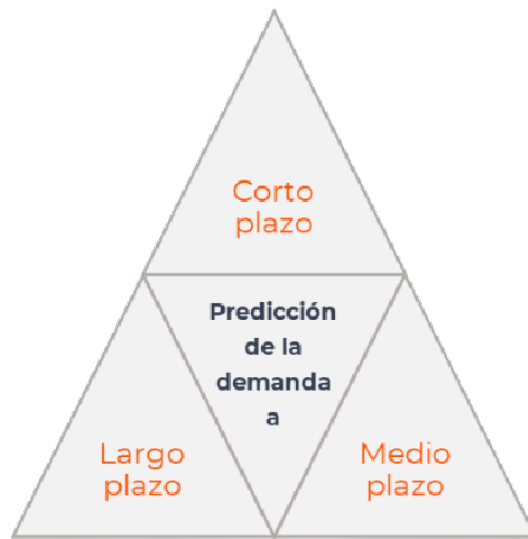 Corto
plazo
Predicción
de la
demanda
a
Largo
plazo
Medio
plazo